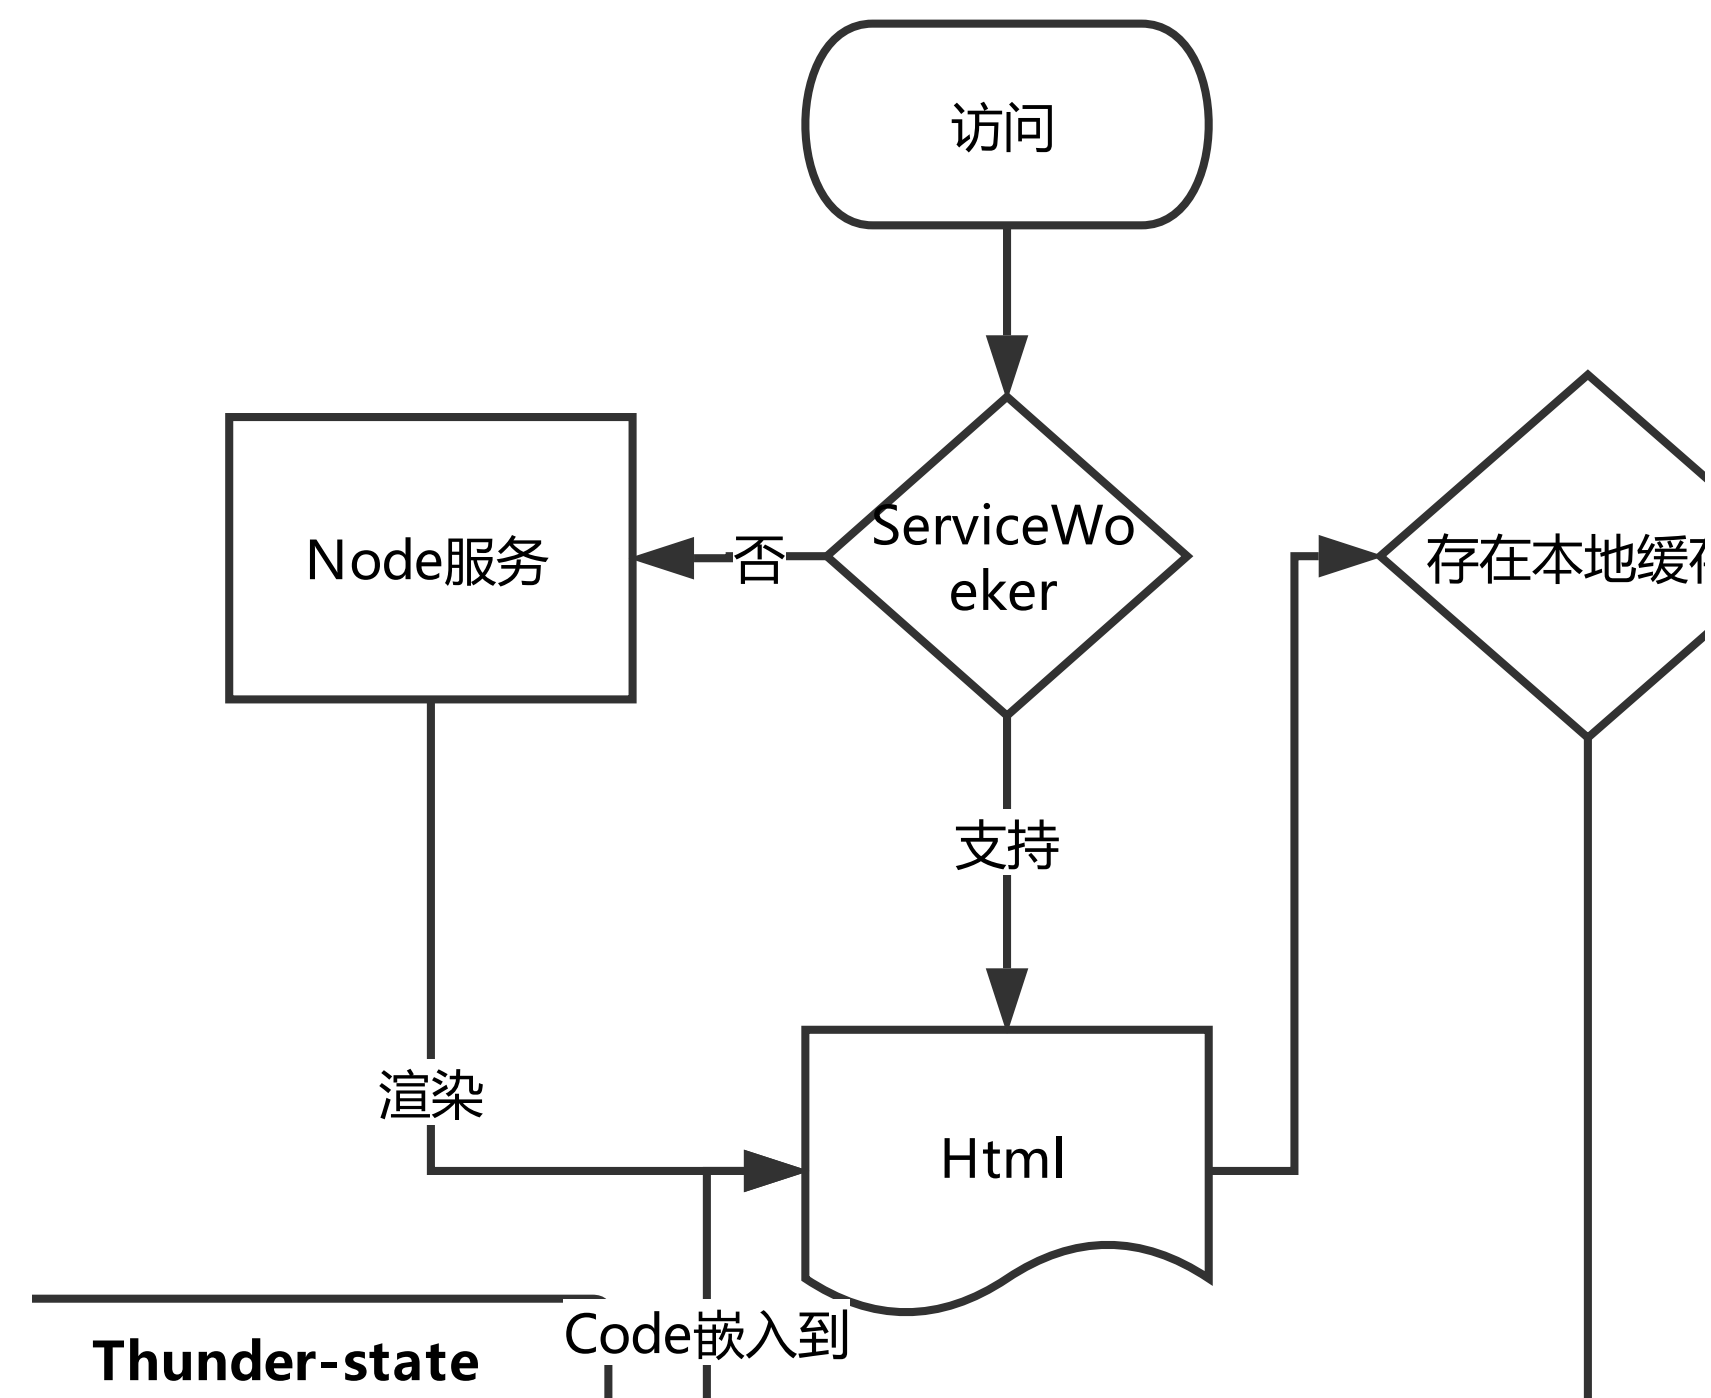 访问
Node服务
否
ServiceWo
eker
存在本地缓存
支持
渲染
Html
Code嵌入到
Thunder-state